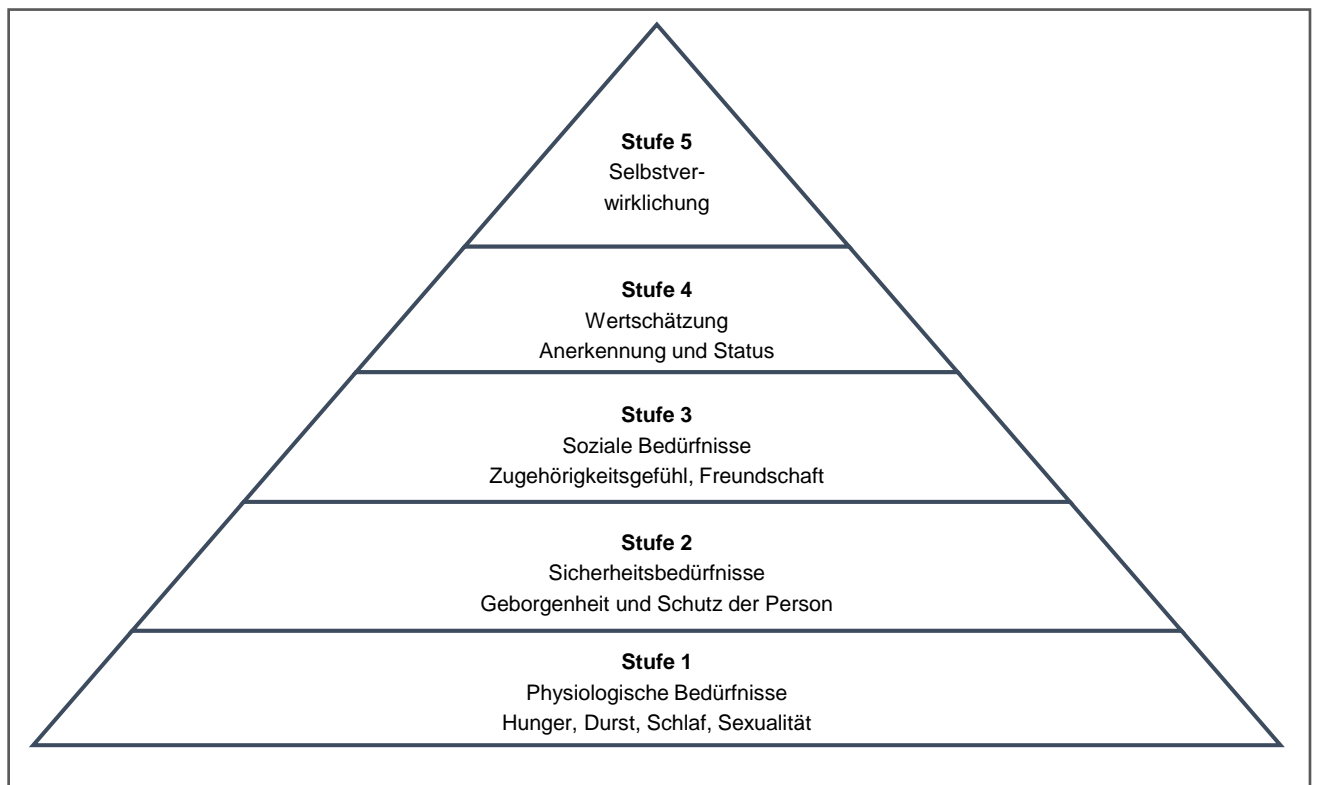 Stufe 5
Selbstver-
wirklichung
Stufe 4
Wertschätzung
Anerkennung und Status
Stufe 3
Soziale Bedürfnisse
Zugehörigkeitsgefühl, Freundschaft
Stufe 2
Sicherheitsbedürfnisse
Geborgenheit und Schutz der Person
Stufe 1
Physiologische Bedürfnisse
Hunger, Durst, Schlaf, Sexualität